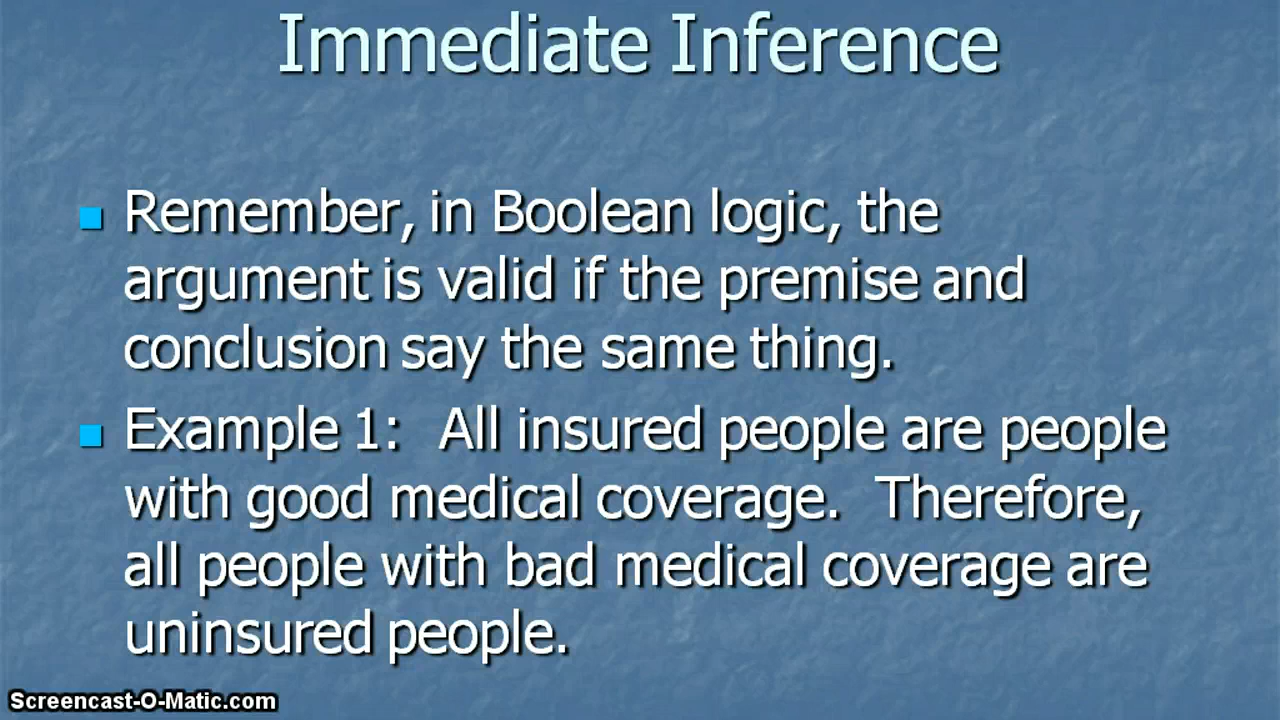 Immediate Inference
Remember, in Boolean logic, the
argument is valid if the premise and
conclusion say the same thing.
Example 1:  All insured people are people
with good medical coverage.  Therefore,
all people with bad medical coverage are
uninsured people.
Screencast-O-Matic.com